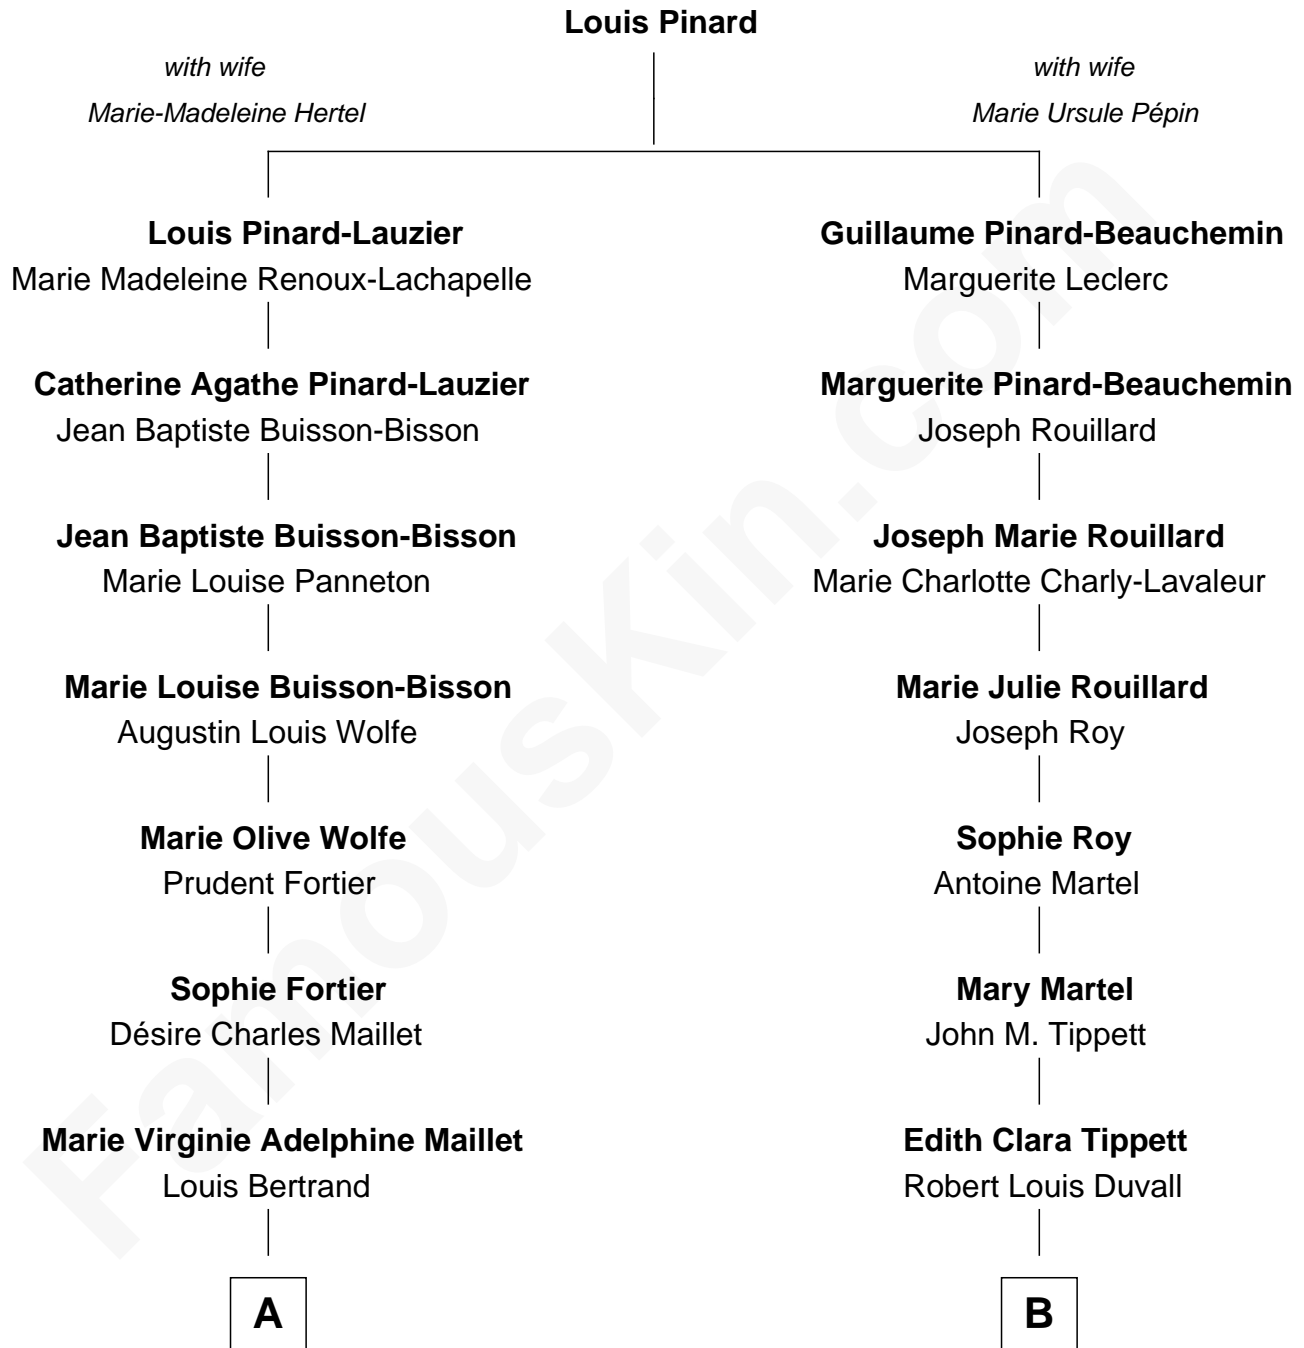 Louis Pinard
with wife
Marie-Madeleine Hertel
with wife
Marie Ursule Pépin
Louis Pinard-Lauzier
Marie Madeleine Renoux-Lachapelle
Guillaume Pinard-Beauchemin
Marguerite Leclerc
Catherine Agathe Pinard-Lauzier
Jean Baptiste Buisson-Bisson
Marguerite Pinard-Beauchemin
Joseph Rouillard
Jean Baptiste Buisson-Bisson
Marie Louise Panneton
Joseph Marie Rouillard
Marie Charlotte Charly-Lavaleur
Marie Louise Buisson-Bisson
Augustin Louis Wolfe
Marie Julie Rouillard
Joseph Roy
Marie Olive Wolfe
Prudent Fortier
Sophie Roy
Antoine Martel
Sophie Fortier
Désire Charles Maillet
Mary Martel
John M. Tippett
Marie Virginie Adelphine Maillet
Louis Bertrand
Edith Clara Tippett
Robert Louis Duvall
A
B
FamousKin.com